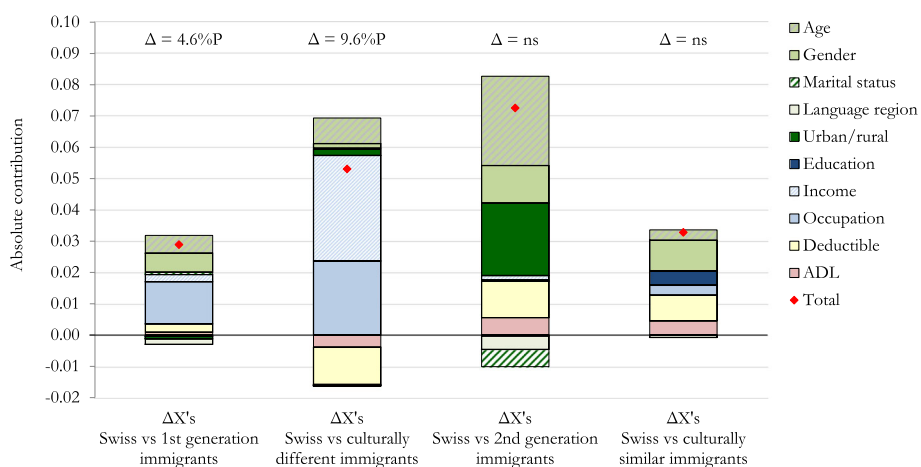 0.10
0.09
0.08
0.07
0.06
0.05
0.04
0.03
0.02
0.01
0.00
-0.01
-0.02
Absolute contribution
Δ = 4.6%P
Δ = 9.6%P
Δ = ns
Δ = ns
ΔX's
Swiss vs 1st generation
immigrants
ΔX's
Swiss vs culturally
different immigrants
ΔX's
Swiss vs 2nd generation
immigrants
ΔX's
Swiss vs culturally
similar immigrants
Age
Gender
Marital status
Language region
Urban/rural
Education
Income
Occupation
Deductible
ADL
Total